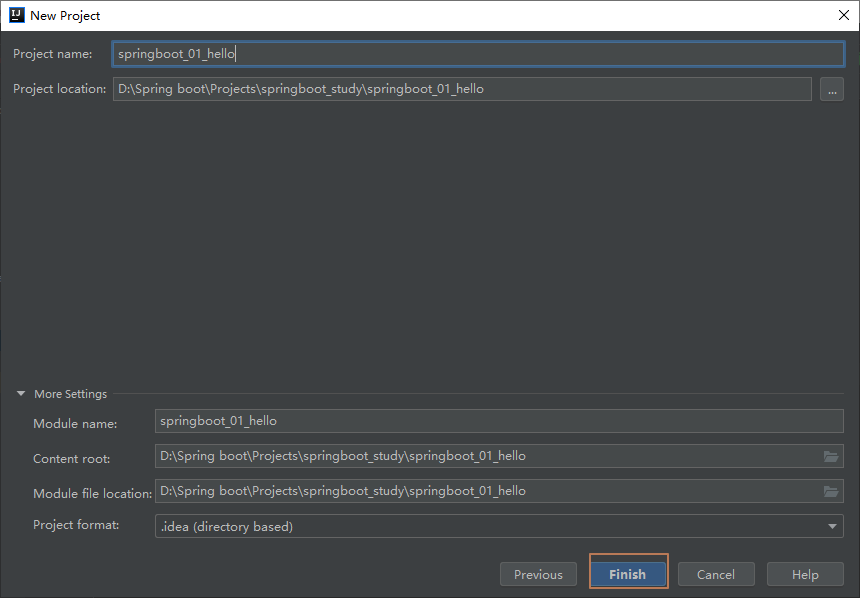 IJ New Project
Project name: springboot_01_hello
Project location: D:\Spring boot\Projects\springboot_study\springboot_01_hello ...
More Settings
Module name: springboot_01_hello
Content root: D:\Spring boot\Projects\springboot_study\springboot_01_hello
Module file location: D:\Spring boot\Projects\springboot_study\springboot_01_hello
Project format: .idea (directory based)
Previous Finish Cancel Help